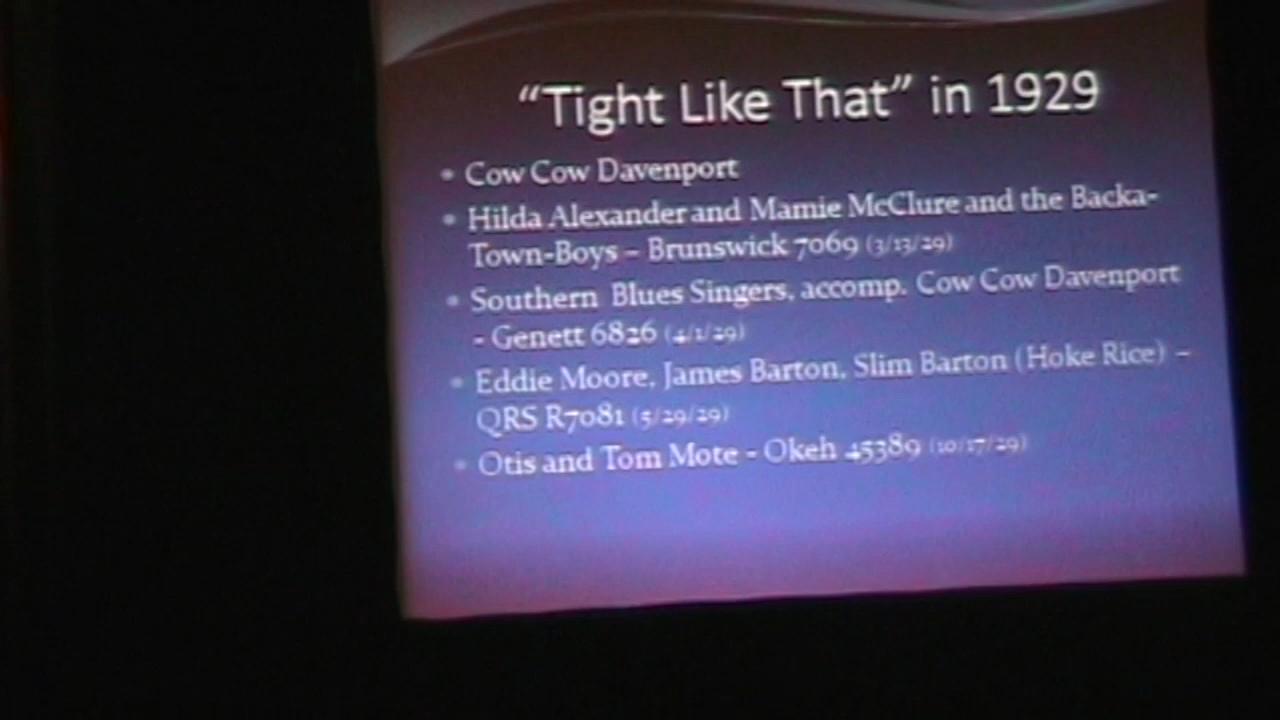 “Tight Like That” in 1929
• Cow Cow Davenport
• Hilda Alexander and Mamie McClure and the Backa-
Town-Boys – Brunswick 7069 (3/13/29)
• Southern Blues Singers, accomp. Cow Cow Davenport
- Genett 6826 (4/1/29)
• Eddie Moore, James Barton, Slim Barton (Hoke Rice) –
QRS R7081 (5/29/29)
• Otis and Tom Mote - Okeh 45389 (10/17/29)